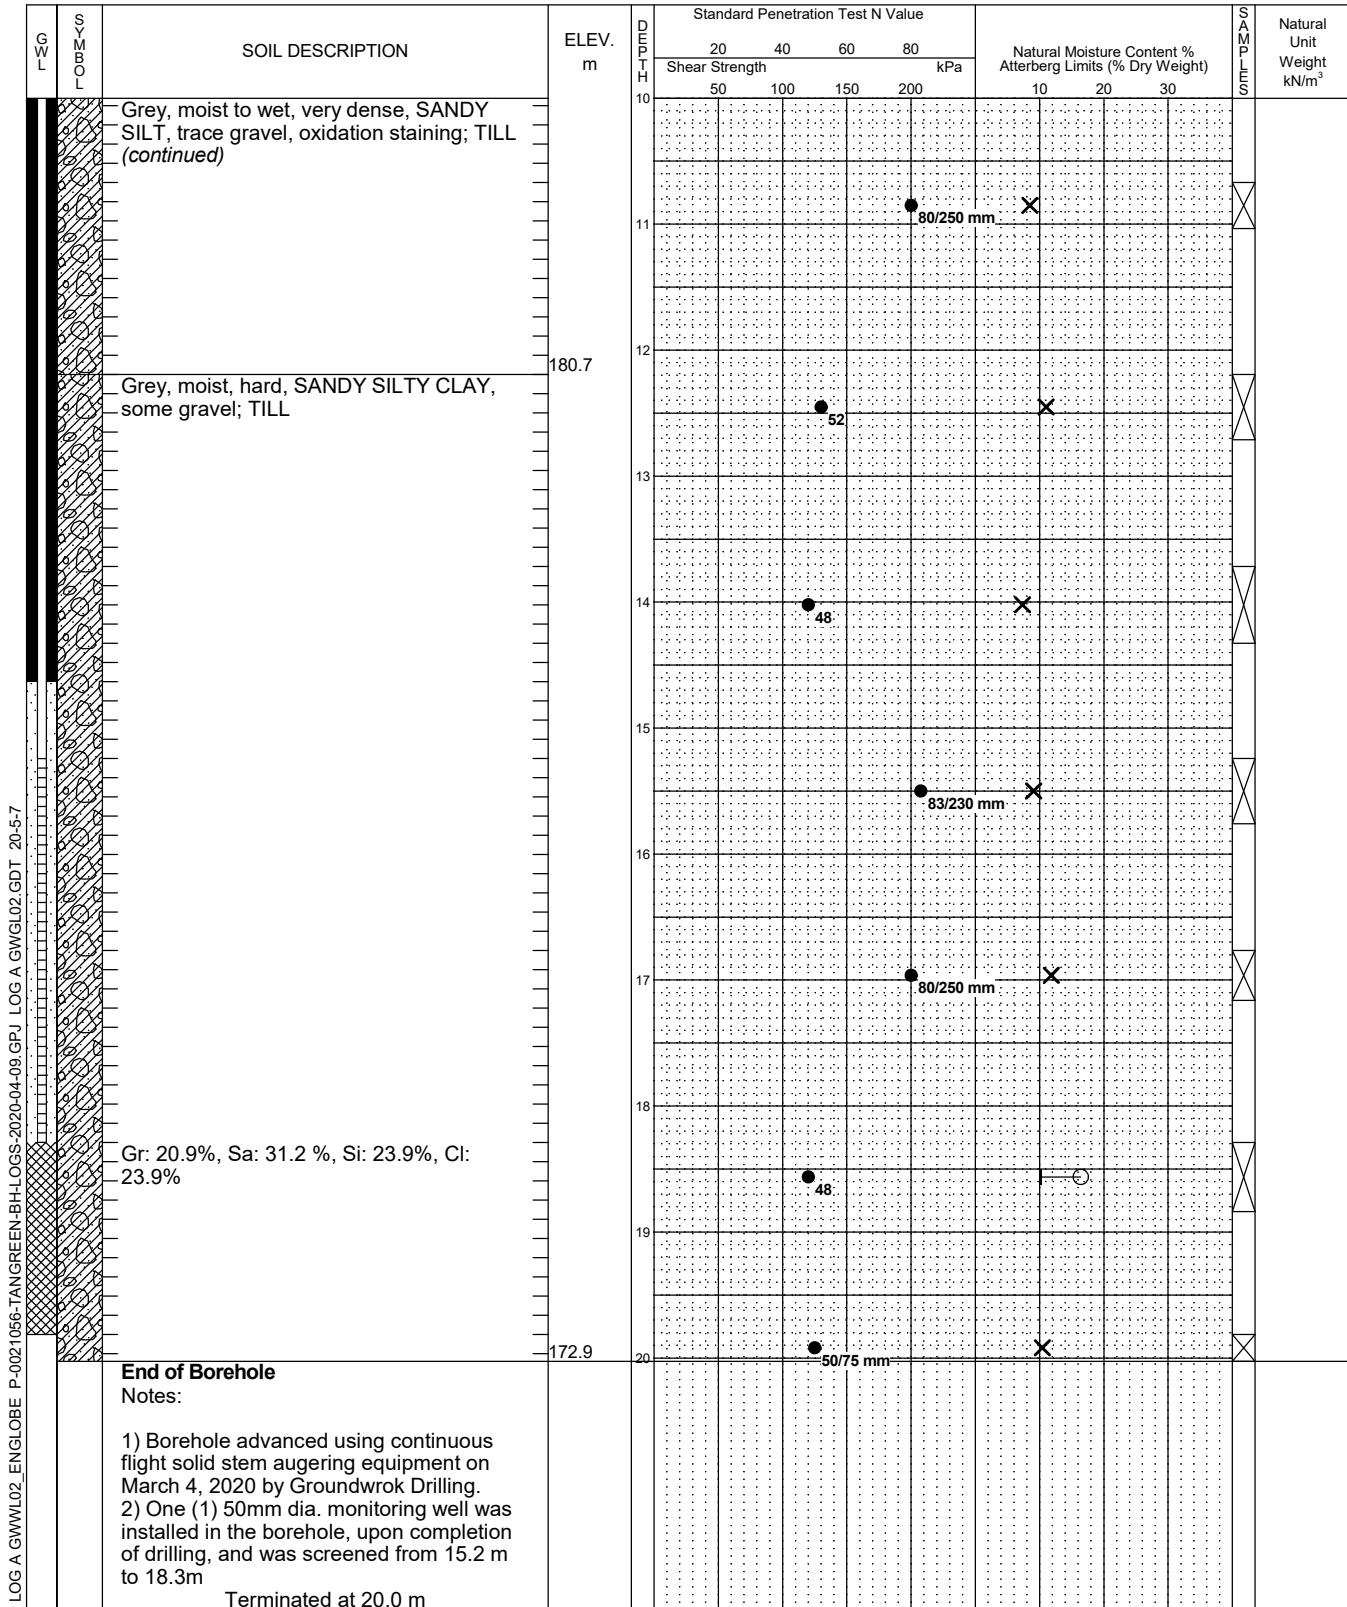 GWL
SYMBOL
SOIL DESCRIPTION
ELEV.
m
DEPTH
Standard Penetration Test N Value
20 40 60 80
Shear Strength kPa
50 100 150 200
Natural Moisture Content %
Atterberg Limits (% Dry Weight)
10 20 30
SAMPLES
Natural
Unit
Weight
kN/m³
10
Grey, moist to wet, very dense, SANDY
SILT, trace gravel, oxidation staining; TILL
(continued)
80/250 mm
11
12
180.7
Grey, moist, hard, SANDY SILTY CLAY,
some gravel; TILL
52
13
14
48
15
83/230 mm
16
17
80/250 mm
18
Gr: 20.9%, Sa: 31.2 %, Si: 23.9%, Cl:
23.9%
48
19
172.9
20
50/75 mm
End of Borehole
Notes:
1) Borehole advanced using continuous
flight solid stem augering equipment on
March 4, 2020 by Groundwrok Drilling.
2) One (1) 50mm dia. monitoring well was
installed in the borehole, upon completion
of drilling, and was screened from 15.2 m
to 18.3m
Terminated at 20.0 m
LOG A GWWL02_ENGLOBE P-0021056-TANGREEN-BH-LOGS-2020-04-09.GPJ LOG A GWGL02.GDT 20-5-7